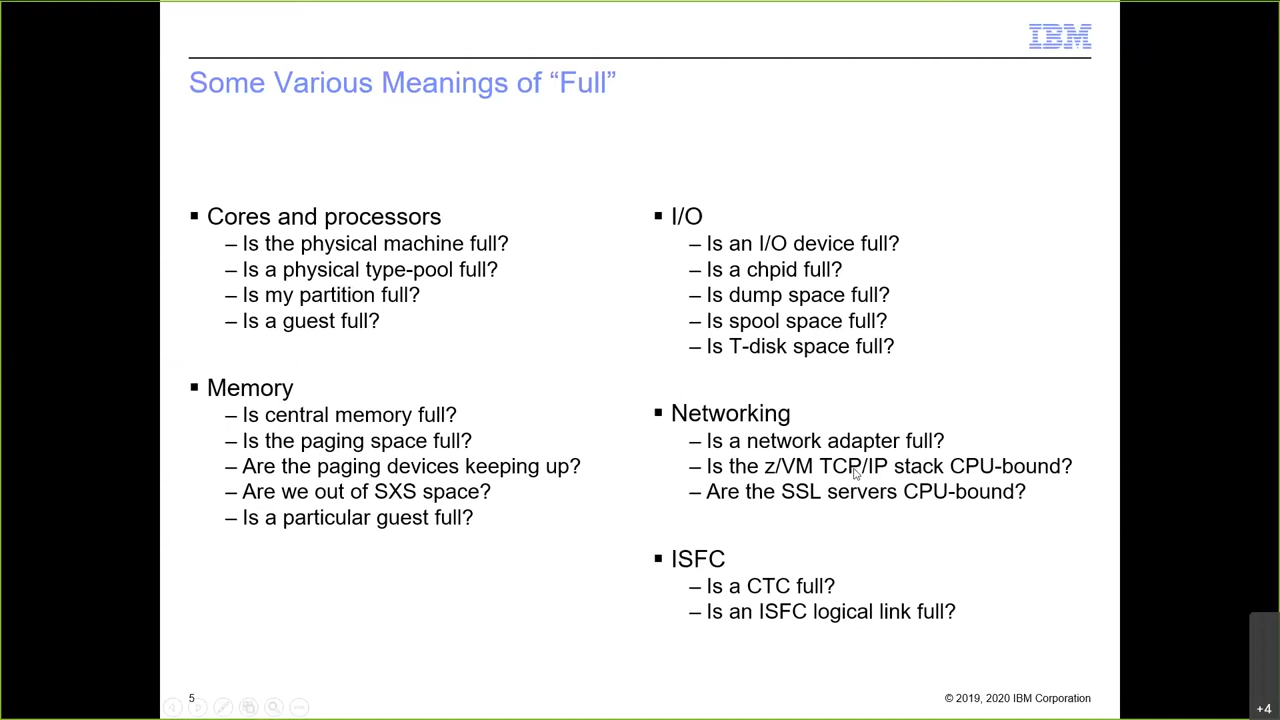 IBM
Some Various Meanings of “Full”
▪ Cores and processors
– Is the physical machine full?
– Is a physical type-pool full?
– Is my partition full?
– Is a guest full?
▪ Memory
– Is central memory full?
– Is the paging space full?
– Are the paging devices keeping up?
– Are we out of SXS space?
– Is a particular guest full?
▪ I/O
– Is an I/O device full?
– Is a chpid full?
– Is dump space full?
– Is spool space full?
– Is T-disk space full?
▪ Networking
– Is a network adapter full?
– Is the z/VM TCP/IP stack CPU-bound?
– Are the SSL servers CPU-bound?
▪ ISFC
– Is a CTC full?
– Is an ISFC logical link full?
5
© 2019, 2020 IBM Corporation
+4